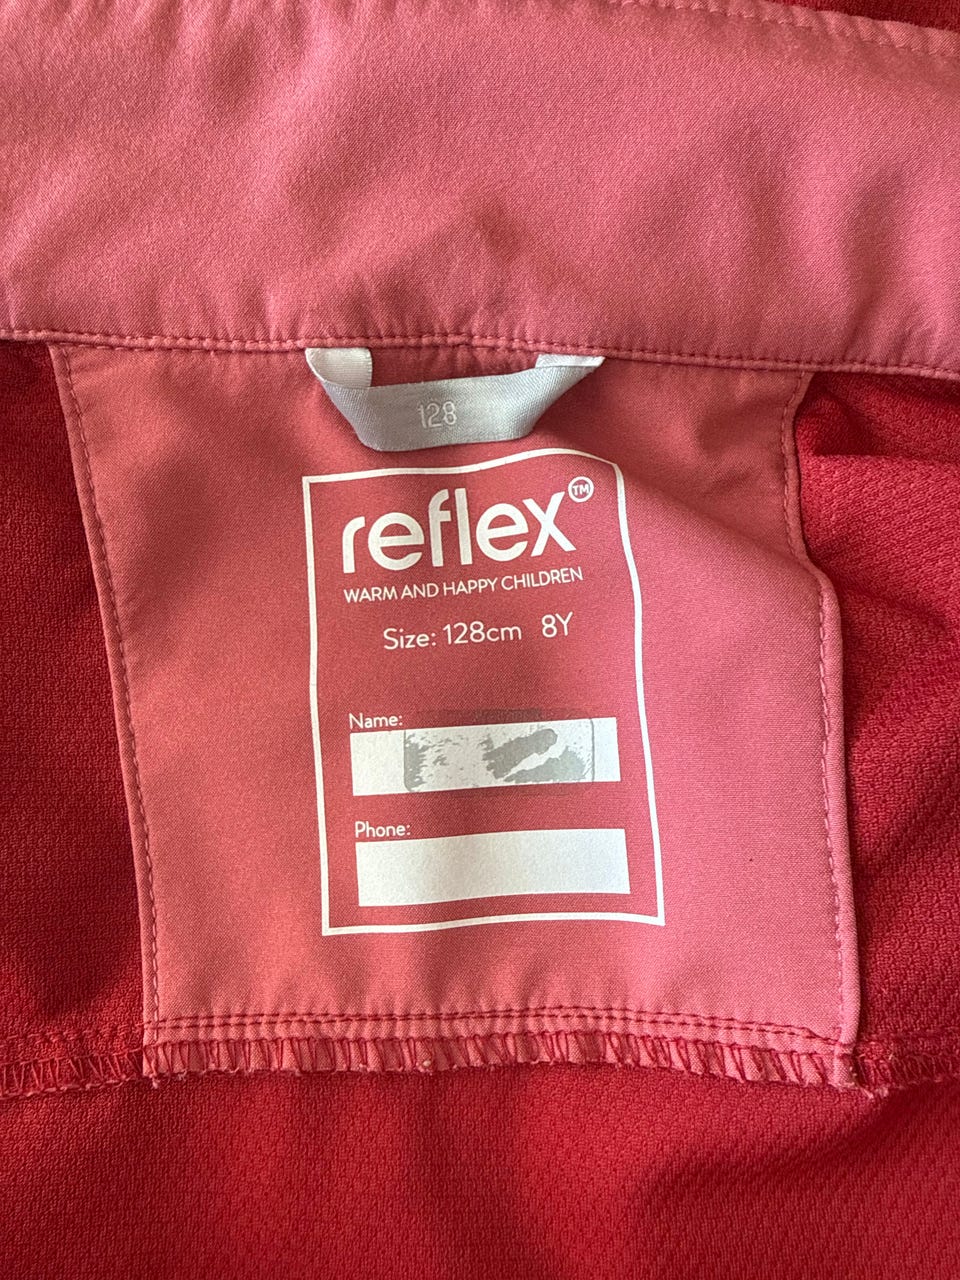 128
reflex™
WARM AND HAPPY CHILDREN
Size: 128cm 8Y
Name:
Phone: